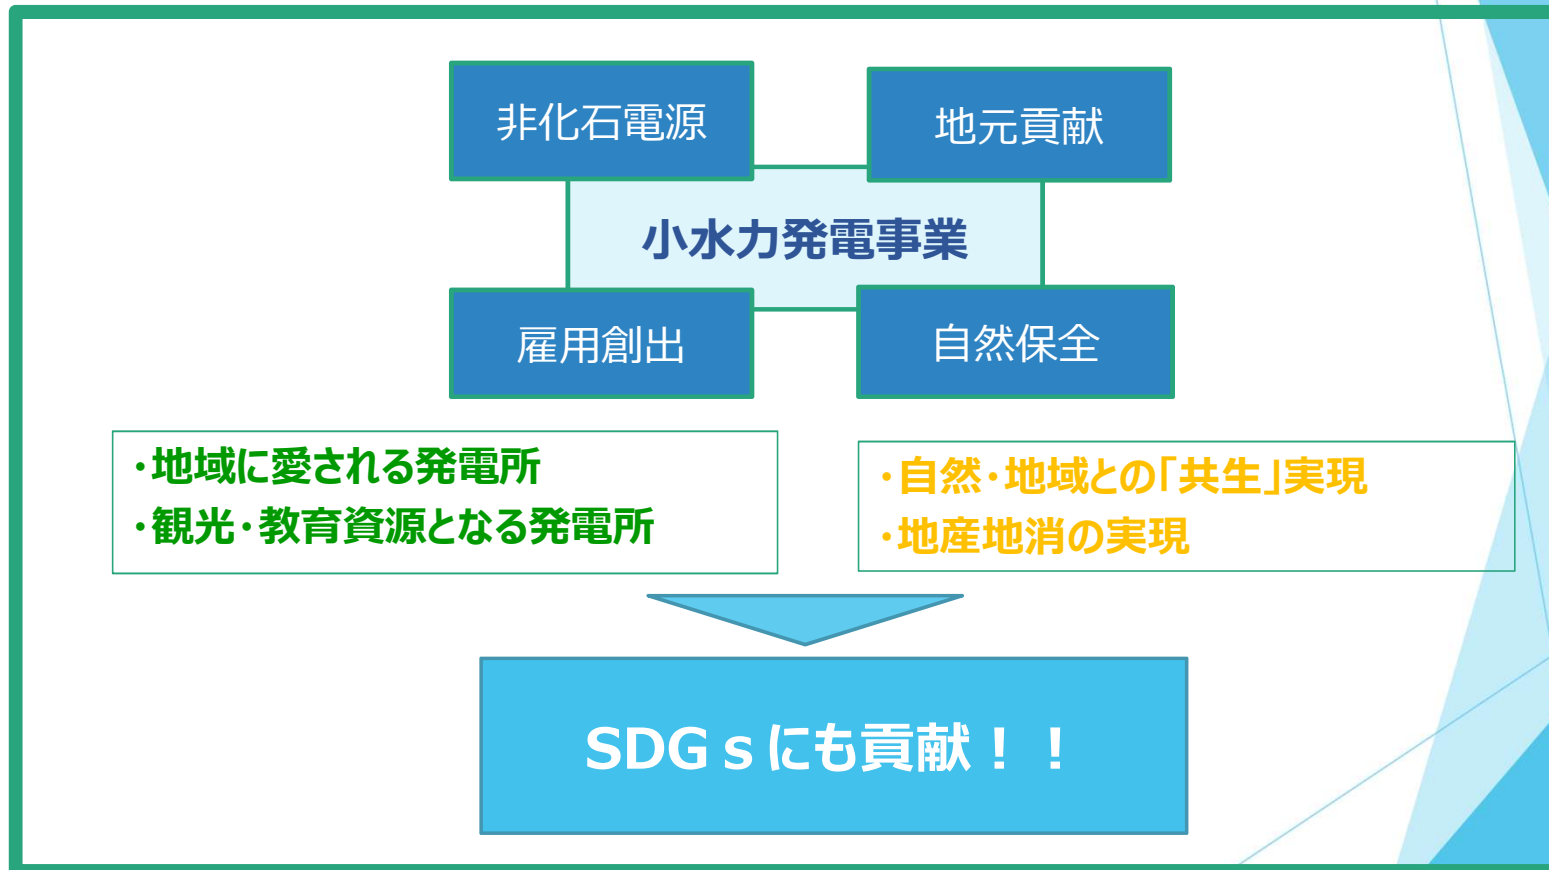 非化石電源
地元貢献
小水力発電事業
雇用創出
自然保全
・地域に愛される発電所
・観光・教育資源となる発電所
・自然・地域との「共生」実現
・地産地消の実現
SDGｓにも貢献！！